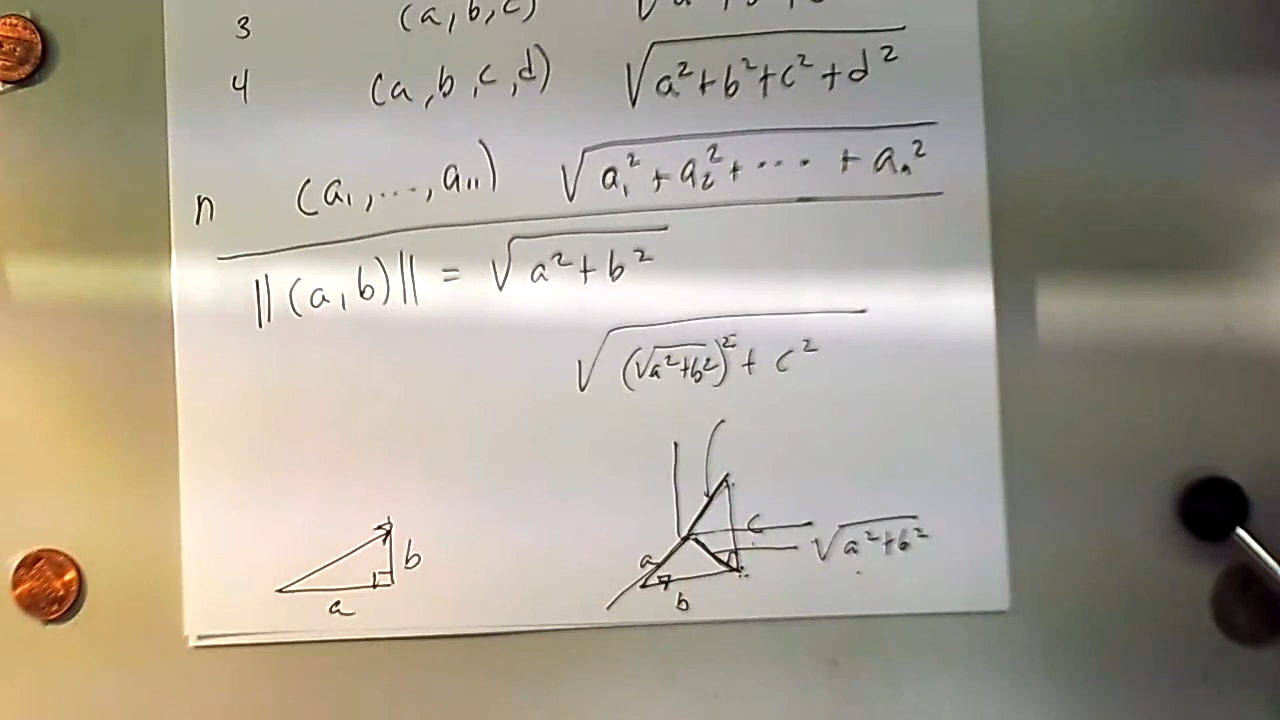 3 (a,b,c)
4 (a,b,c,d) √(a²+b²+c²+d²)
n (a₁,...,aₙ) √(a₁²+a₂²+····+aₙ²)
||(a,b)|| = √(a²+b²)
√((√(a²+b²))²+c²)
c
a √(a²+b²)
b
b
a